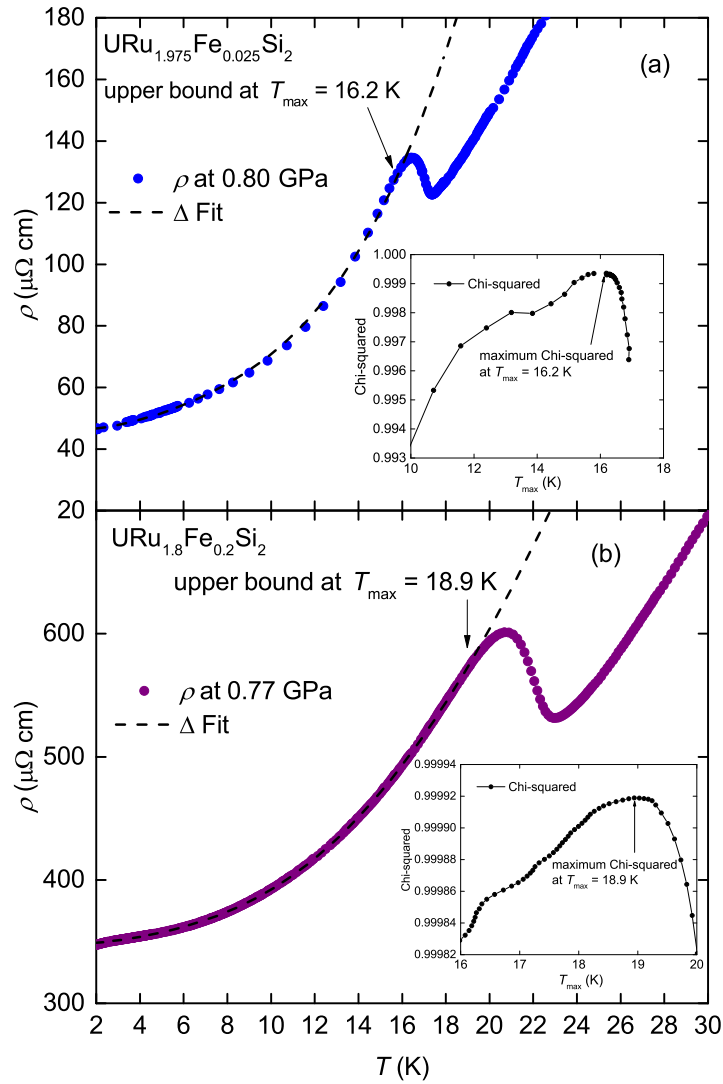 180
160
140
120
100
80
60
40
20
ρ (μΩ cm)
URu1.975Fe0.025Si2
(a)
upper bound at Tmax = 16.2 K
ρ at 0.80 GPa
Δ Fit
1.000
0.999
0.998
0.997
0.996
0.995
0.994
0.993
Chi-squared
Chi-squared
maximum Chi-squared
at Tmax = 16.2 K
10 12 14 16 18
Tmax (K)
URu1.8Fe0.2Si2
(b)
upper bound at Tmax = 18.9 K
600
500
400
300
ρ (μΩ cm)
ρ at 0.77 GPa
Δ Fit
0.99994
0.99992
0.99990
0.99988
0.99986
0.99984
0.99982
Chi-squared
Chi-squared
maximum Chi-squared
at Tmax = 18.9 K
16 17 18 19 20
Tmax (K)
2 4 6 8 10 12 14 16 18 20 22 24 26 28 30
T (K)